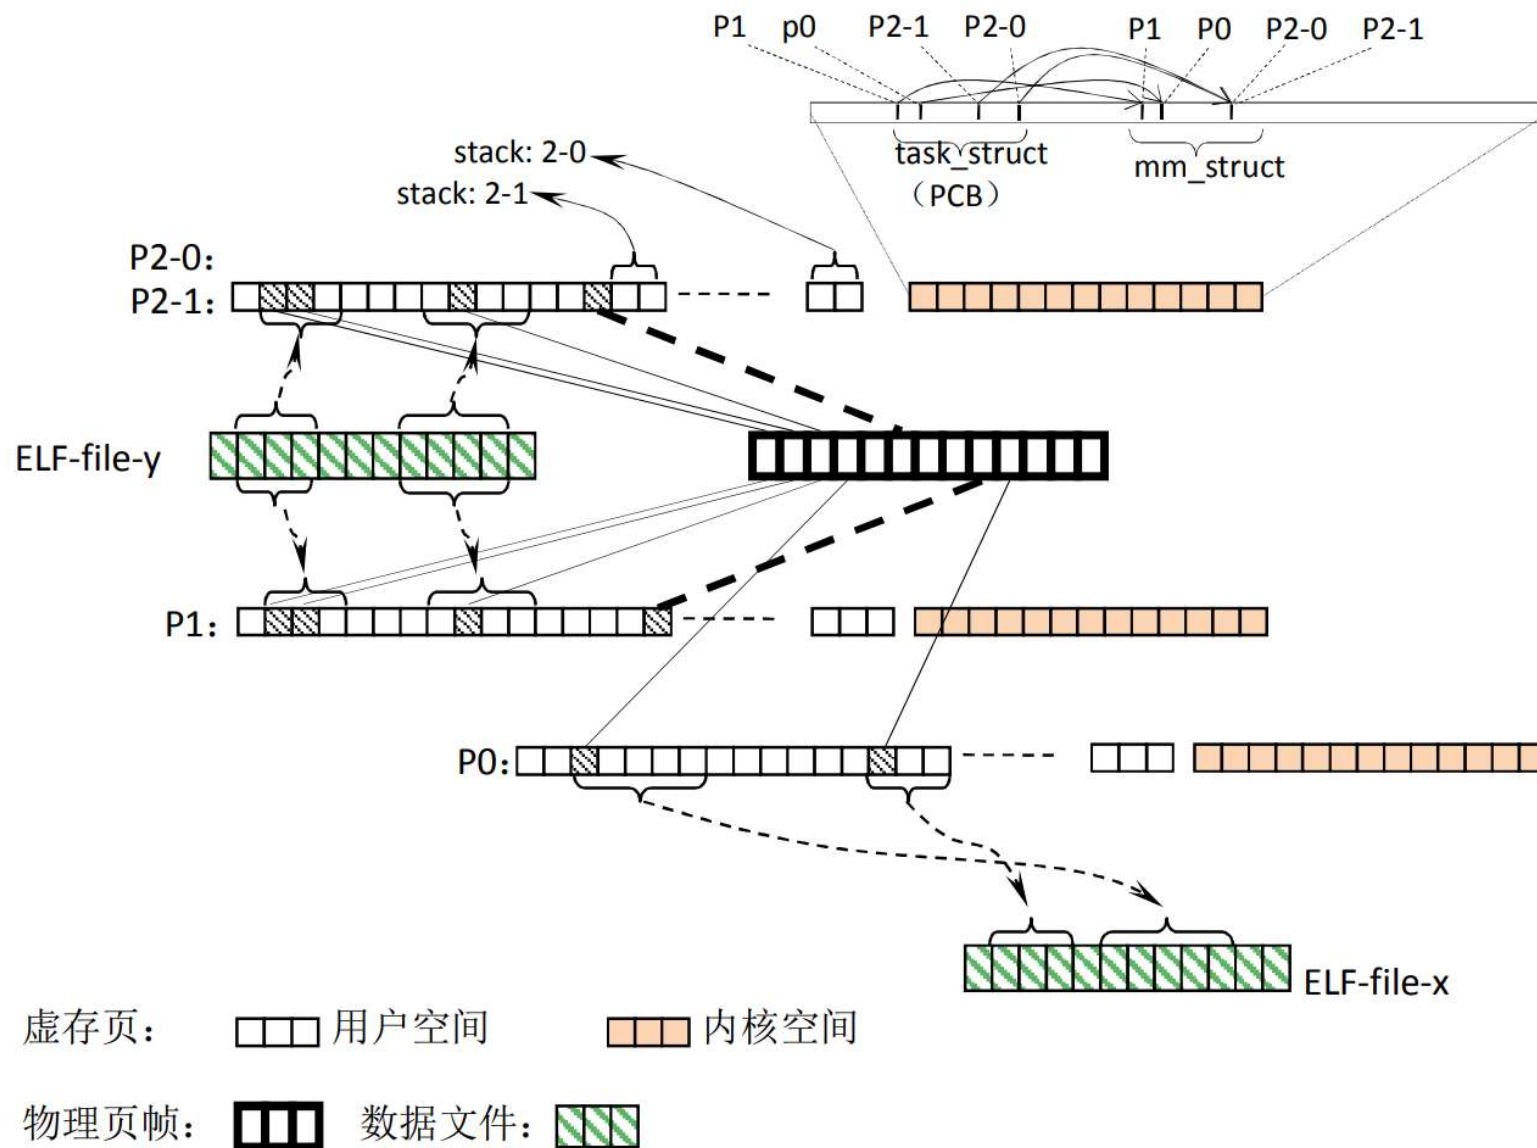 P1 p0 P2-1 P2-0 P1 P0 P2-0 P2-1
task_struct
（PCB）
mm_struct
stack: 2-0
stack: 2-1
P2-0：
P2-1：
ELF-file-y
P1：
P0：
ELF-file-x
虚存页： 用户空间 内核空间
物理页帧： 数据文件：